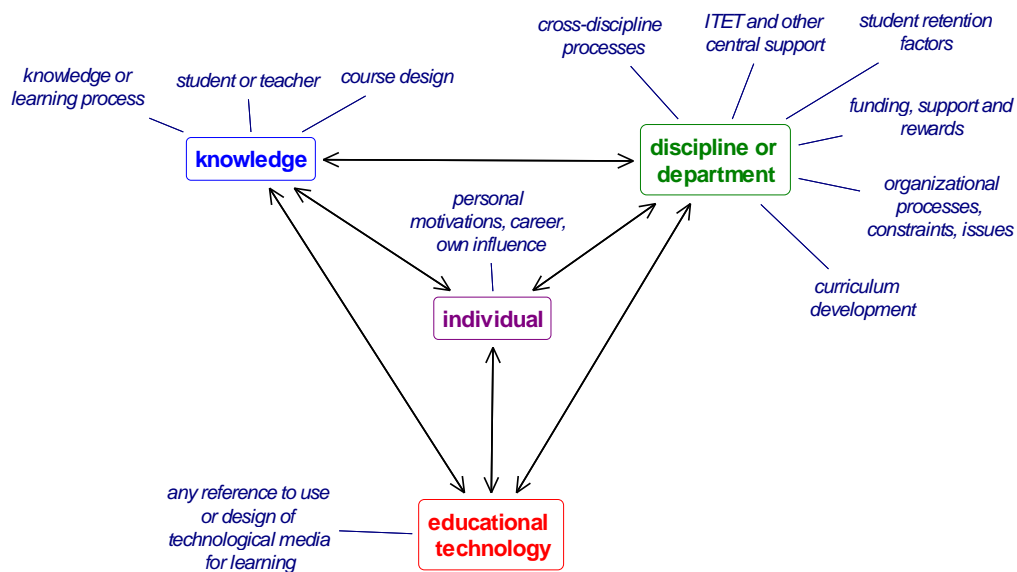 cross-discipline
processes
ITET and other
central support
student retention
factors
knowledge or
learning process
student or teacher
course design
funding, support and
rewards
knowledge
discipline or
department
personal
motivations, career,
own influence
organizational
processes,
constraints, issues
curriculum
development
individual
any reference to use
or design of
technological media
for learning
educational
technology